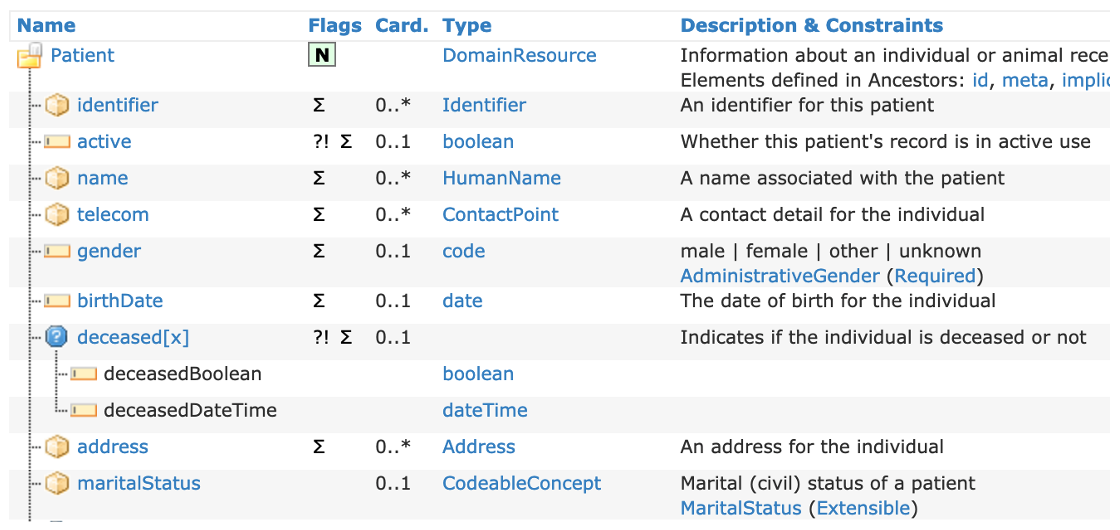 Name Flags Card. Type Description & Constraints
Patient N DomainResource Information about an individual or animal rece
Elements defined in Ancestors: id, meta, implic
identifier Σ 0..* Identifier An identifier for this patient
active ?! Σ 0..1 boolean Whether this patient's record is in active use
name Σ 0..* HumanName A name associated with the patient
telecom Σ 0..* ContactPoint A contact detail for the individual
gender Σ 0..1 code male | female | other | unknown
AdministrativeGender (Required)
birthDate Σ 0..1 date The date of birth for the individual
deceased[x] ?! Σ 0..1 Indicates if the individual is deceased or not
deceasedBoolean boolean
deceasedDateTime dateTime
address Σ 0..* Address An address for the individual
maritalStatus 0..1 CodeableConcept Marital (civil) status of a patient
MaritalStatus (Extensible)